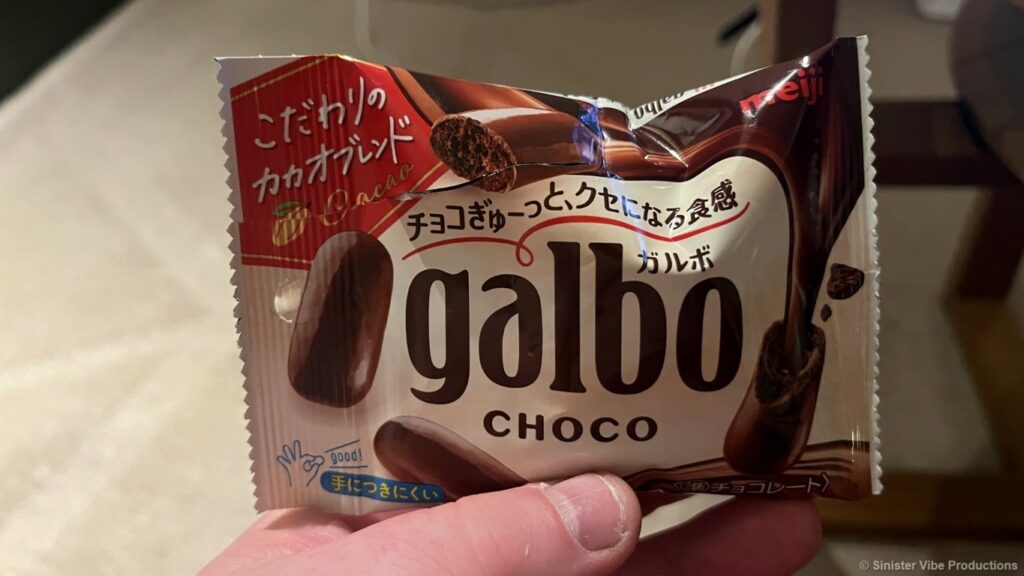 こだわりの
カカオブレンド
Cacao
meiji
チョコぎゅーっと、クセになる食感
ガルボ
galbo
CHOCO
good!
手につきにくい
準チョコレート
© Sinister Vibe Productions